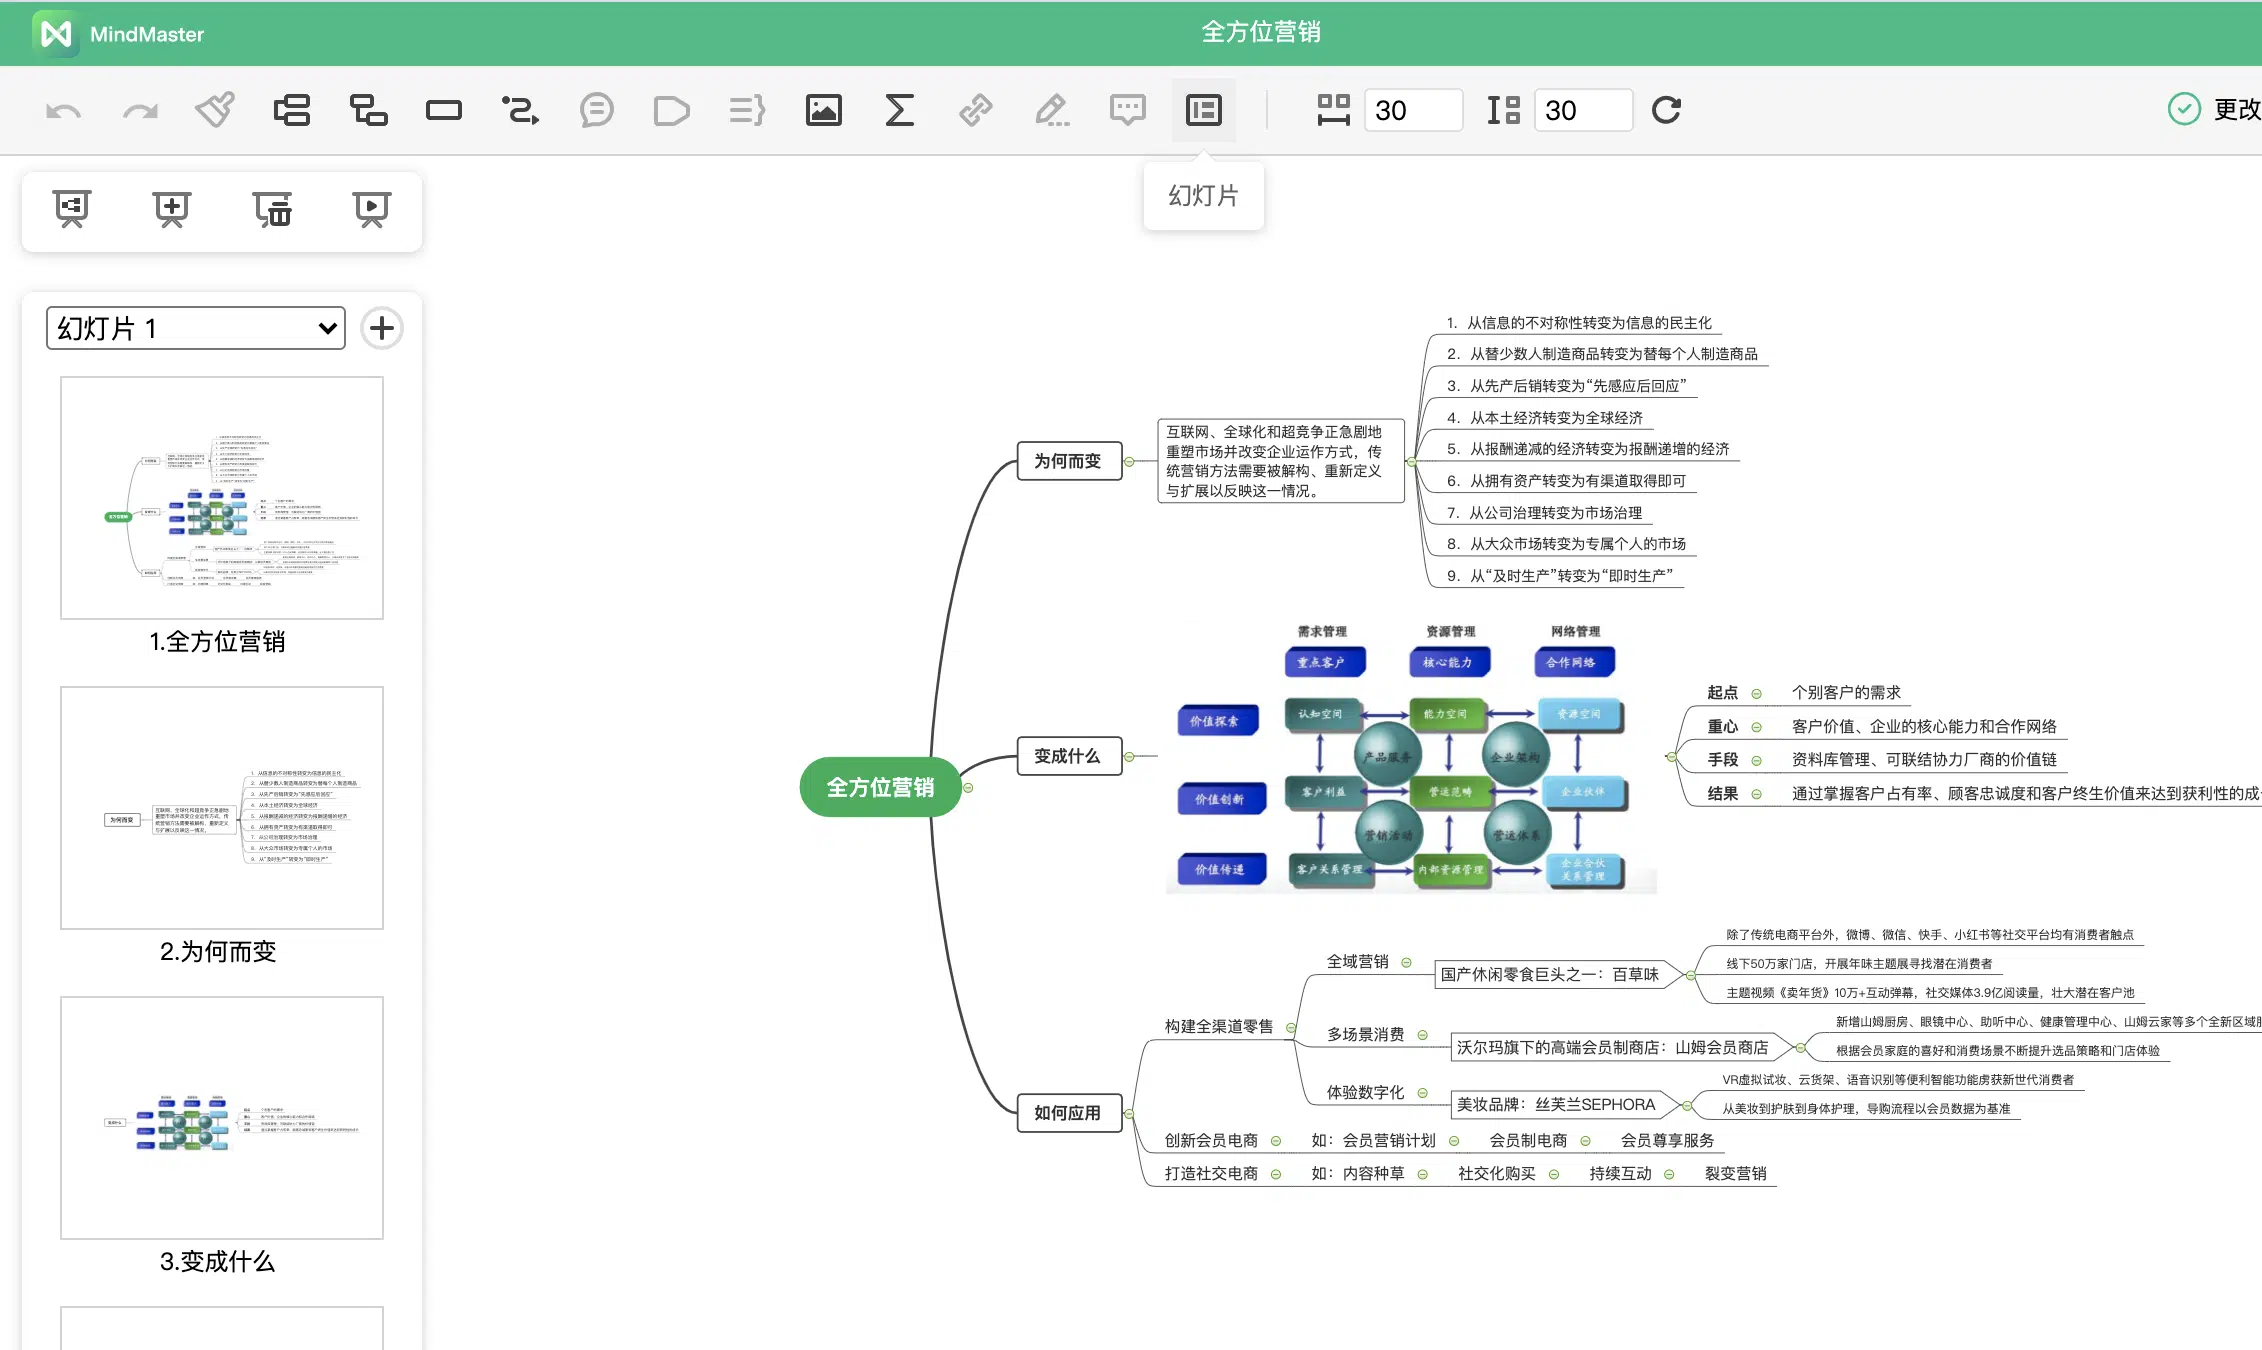 MindMaster
全方位营销
30
30
更改
幻灯片
幻灯片 1
1.全方位营销
2.为何而变
3.变成什么
全方位营销
为何而变
互联网、全球化和超竞争正急剧地
重塑市场并改变企业运作方式，传
统营销方法需要被解构、重新定义
与扩展以反映这一情况。
1. 从信息的不对称性转变为信息的民主化
2. 从替少数人制造商品转变为替每个人制造商品
3. 从先产后销转变为“先感应后回应”
4. 从本土经济转变为全球经济
5. 从报酬递减的经济转变为报酬递增的经济
6. 从拥有资产转变为有渠道取得即可
7. 从公司治理转变为市场治理
8. 从大众市场转变为专属个人的市场
9. 从“及时生产”转变为“即时生产”
变成什么
需求管理 资源管理 网络管理
重点客户 核心能力 合作网络
价值探索 认知空间 能力空间 资源空间
产品服务 企业架构
价值创新 客户利益 营运范畴 企业伙伴
营销活动 营运体系
价值传递 客户关系管理 内部资源管理 企业合伙
关系管理
起点 个别客户的需求
重心 客户价值、企业的核心能力和合作网络
手段 资料库管理、可联结协力厂商的价值链
结果 通过掌握客户占有率、顾客忠诚度和客户终生价值来达到获利性的成
如何应用
构建全渠道零售
全域营销
国产休闲零食巨头之一：百草味
除了传统电商平台外，微博、微信、快手、小红书等社交平台均有消费者触点
线下50万家门店，开展年味主题展寻找潜在消费者
主题视频《卖年货》10万+互动弹幕，社交媒体3.9亿阅读量，壮大潜在客户池
多场景消费
沃尔玛旗下的高端会员制商店：山姆会员商店
新增山姆厨房、眼镜中心、助听中心、健康管理中心、山姆云家等多个全新区域服
根据会员家庭的喜好和消费场景不断提升选品策略和门店体验
体验数字化
美妆品牌：丝芙兰SEPHORA
VR虚拟试妆、云货架、语音识别等便利智能功能虏获新世代消费者
从美妆到护肤到身体护理，导购流程以会员数据为基准
创新会员电商 如：会员营销计划 会员制电商 会员尊享服务
打造社交电商 如：内容种草 社交化购买 持续互动 裂变营销